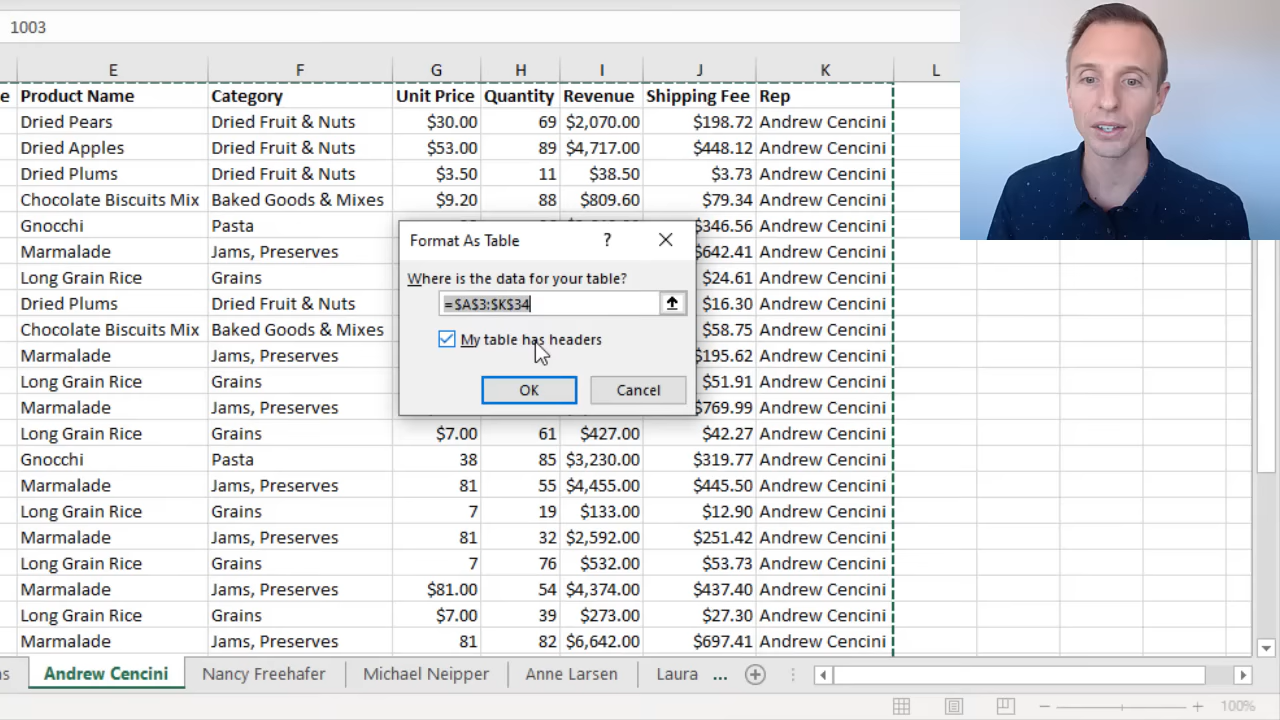 1003
E F G H I J K L
e Product Name Category Unit Price Quantity Revenue Shipping Fee Rep
Dried Pears Dried Fruit & Nuts $30.00 69 $2,070.00 $198.72 Andrew Cencini
Dried Apples Dried Fruit & Nuts $53.00 89 $4,717.00 $448.12 Andrew Cencini
Dried Plums Dried Fruit & Nuts $3.50 11 $38.50 $3.73 Andrew Cencini
Chocolate Biscuits Mix Baked Goods & Mixes $9.20 88 $809.60 $79.34 Andrew Cencini
Gnocchi Pasta $346.56 Andrew Cencini
Marmalade Jams, Preserves $642.41 Andrew Cencini
Long Grain Rice Grains $24.61 Andrew Cencini
Dried Plums Dried Fruit & Nuts $16.30 Andrew Cencini
Chocolate Biscuits Mix Baked Goods & Mixes $58.75 Andrew Cencini
Marmalade Jams, Preserves $195.62 Andrew Cencini
Long Grain Rice Grains $51.91 Andrew Cencini
Marmalade Jams, Preserves $769.99 Andrew Cencini
Format As Table ?
Where is the data for your table?
=$A$3:$K$34
My table has headers
OK Cancel
Long Grain Rice Grains $7.00 61 $427.00 $42.27 Andrew Cencini
Gnocchi Pasta 38 85 $3,230.00 $319.77 Andrew Cencini
Marmalade Jams, Preserves 81 55 $4,455.00 $445.50 Andrew Cencini
Long Grain Rice Grains 7 19 $133.00 $12.90 Andrew Cencini
Marmalade Jams, Preserves 81 32 $2,592.00 $251.42 Andrew Cencini
Long Grain Rice Grains 7 76 $532.00 $53.73 Andrew Cencini
Marmalade Jams, Preserves $81.00 54 $4,374.00 $437.40 Andrew Cencini
Long Grain Rice Grains $7.00 39 $273.00 $27.30 Andrew Cencini
Marmalade Jams, Preserves 81 82 $6,642.00 $697.41 Andrew Cencini
s Andrew Cencini Nancy Freehafer Michael Neipper Anne Larsen Laura ...
100%